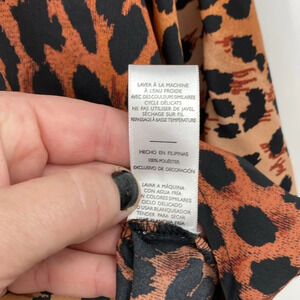 LAVER À LA MACHINE
À L'EAU FROIDE
AVEC DES COULEURS SIMILAIRES
CYCLE DÉLICATS
NE PAS UTILISER DE JAVEL
SÉCHAGE SUR FIL
REPASSAGE À BASSE TEMPÉRATURE
HECHO EN FILIPINAS
100% POLIÉSTER
EXCLUSIVO DE DECORACIÓN
LAVAR A MÁQUINA
CON AGUA FRÍA
CON COLORES SIMILARES
CICLO DELICADO
NO USAR BLANQUEADOR
TENDER PARA SECAR